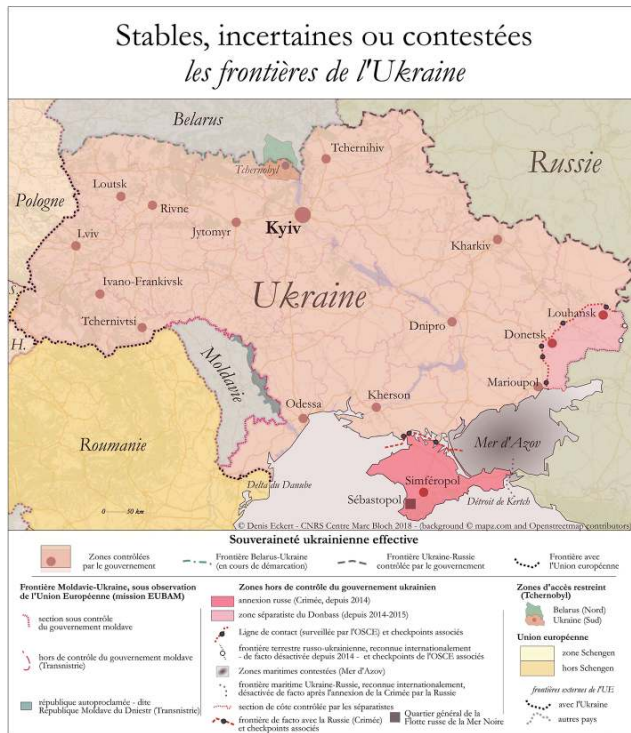 Stables, incertaines ou contestées
les frontières de l'Ukraine
Belarus
Tchernihiv
Russie
Tchernobyl
Pologne
Loutsk
Rivne
Jytomyr
Kyiv
Lviv
Kharkiv
Ivano-Frankivsk
Ukraine
S.
Tchernivtsi
Louhansk
Dnipro
Donetsk
H.
Moldavie
Marioupol
Odessa
Kherson
Roumanie
Mer d'Azov
Delta du Danube
Simféropol
Sébastopol
Détroit de Kertch
0 50 km
© Denis Eckert - CNRS Centre Marc Bloch 2018 - (background © mapz.com and Openstreetmap contributors)
Souveraineté ukrainienne effective
Zones contrôlées
par le gouvernement
Frontière Belarus-Ukraine
(en cours de démarcation)
Frontière Ukraine-Russie
contrôlée par le gouvernement
Frontière avec
l'Union européenne
Frontière Moldavie-Ukraine, sous observation
de l'Union Européenne (mission EUBAM)
section sous contrôle
du gouvernement moldave
hors de contrôle du gouvernement moldave
(Transnistrie)
république autoproclamée - dite
République Moldave du Dniestr (Transnistrie)
Zones hors de contrôle du gouvernement ukrainien
annexion russe (Crimée, depuis 2014)
zone séparatiste du Donbass (depuis 2014-2015)
Ligne de contact (surveillée par l'OSCE) et checkpoints associés
frontière terrestre russo-ukrainienne, reconnue internationalement
- de facto désactivée depuis 2014 - et checkpoints de l'OSCE associés
Zones maritimes contestées (Mer d'Azov)
frontière maritime Ukraine-Russie, reconnue internationalement,
désactivée de facto après l'annexion de la Crimée par la Russie
section de côte contrôlée par les séparatistes
frontière de facto avec la Russie (Crimée)
et checkpoints associés
Quartier général de la
Flotte russe de la Mer Noire
Zones d'accès restreint
(Tchernobyl)
Belarus (Nord)
Ukraine (Sud)
Union européenne
zone Schengen
hors Schengen
frontières externes de l'UE
avec l'Ukraine
autres pays